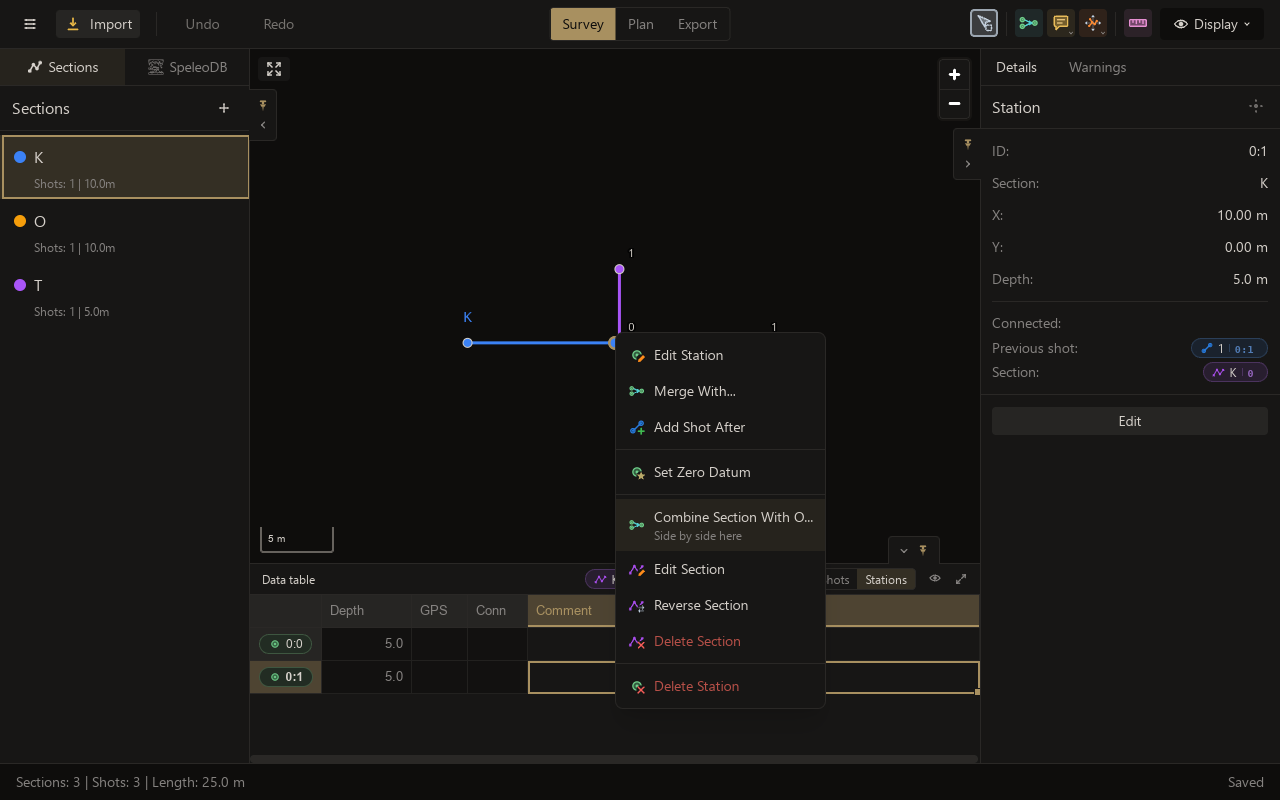 Import
Undo
Redo
Survey
Plan
Export
Display
Sections
SpeleoDB
Sections
K
Shots: 1 | 10.0m
O
Shots: 1 | 10.0m
T
Shots: 1 | 5.0m
1
K
0
1
5 m
Edit Station
Merge With...
Add Shot After
Set Zero Datum
Combine Section With O...
Side by side here
Edit Section
Reverse Section
Delete Section
Delete Station
Details
Warnings
Station
ID: 0:1
Section: K
X: 10.00 m
Y: 0.00 m
Depth: 5.0 m
Connected:
Previous shot: 1 | 0:1
Section: K | 0
Edit
Data table
Stations
Depth GPS Conn Comment
0:0 5.0
0:1 5.0
Sections: 3 | Shots: 3 | Length: 25.0 m
Saved